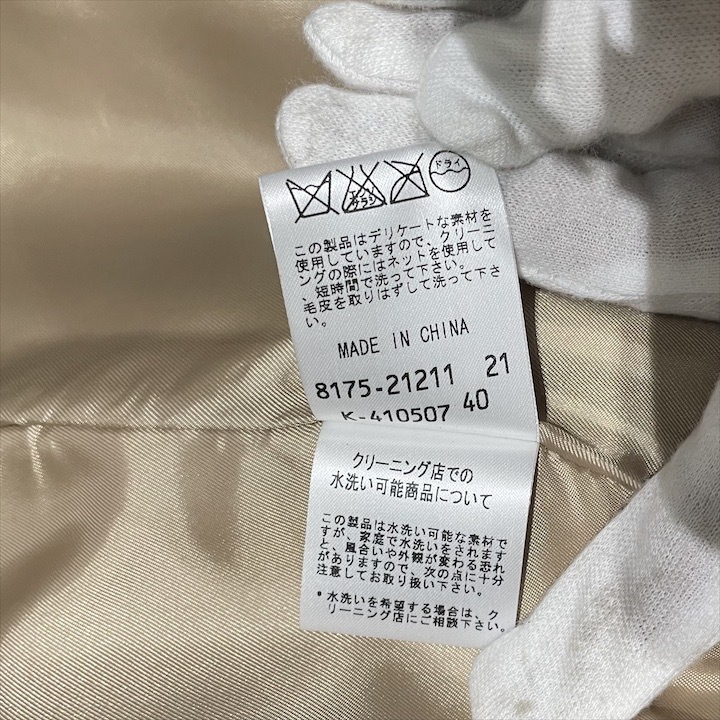 エンソ
サラシ
ドライ
この製品はデリケートな素材を
使用していますので、クリーニ
ングの際にはネットを使用して
、短時間で洗って下さい。
毛皮を取りはずして洗って下さい。
MADE IN CHINA
8175-21211 21
K-410507 40
クリーニング店での
水洗い可能商品について
この製品は水洗い可能な素材で
すが、家庭で水洗いをされます
と、風合いや外観が変わる恐れ
がありますので、次の点に十分
注意してお取り扱い下さい。
* 水洗いを希望する場合は、ク
リーニング店にご相談下さい。